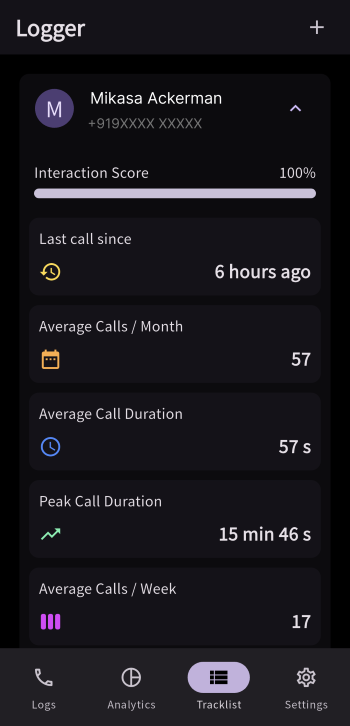 Logger
M
Mikasa Ackerman
+919XXXX XXXXX
Interaction Score 100%
Last call since
6 hours ago
Average Calls / Month
57
Average Call Duration
57 s
Peak Call Duration
15 min 46 s
Average Calls / Week
17
Logs Analytics Tracklist Settings